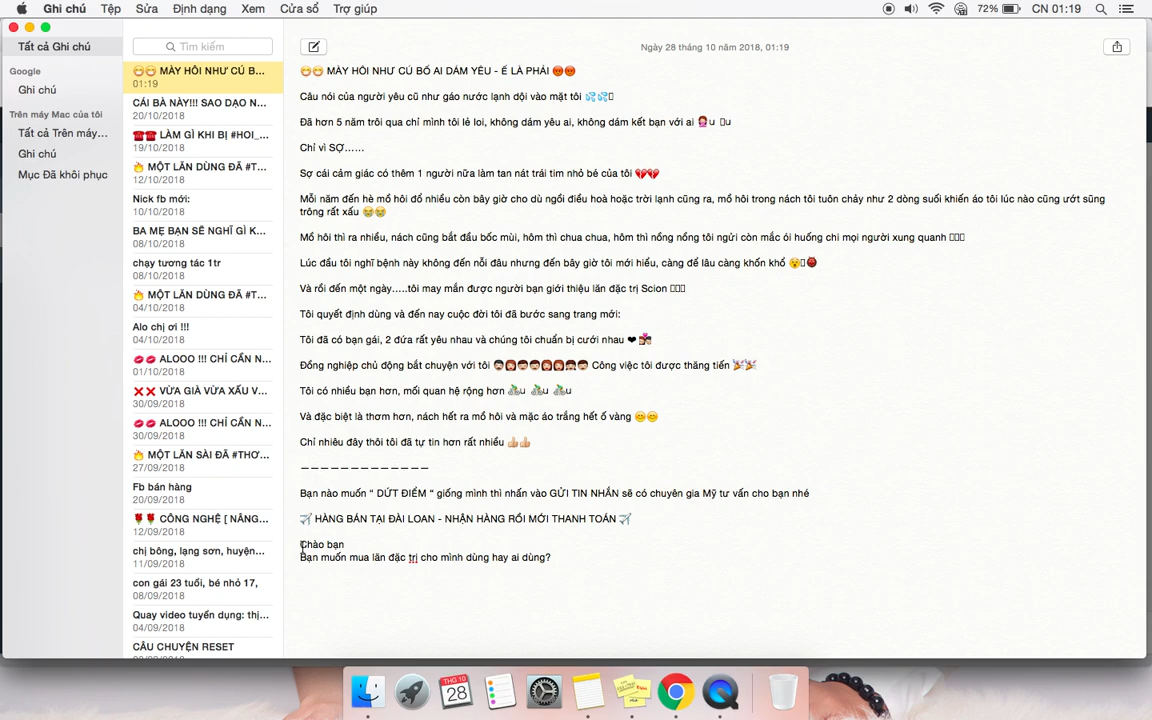 Ghi chú Tệp Sửa Định dạng Xem Cửa sổ Trợ giúp 72% CN 01:19
Tất cả Ghi chú
Google
Ghi chú
Trên máy Mac của tôi
Tất cả Trên máy...
Ghi chú
Mục Đã khôi phục
Tìm kiếm
😁😁 MÀY HÔI NHƯ CÚ B...
01:19
CÁI BÀ NÀY!!! SAO DẠO N...
20/10/2018
☎☎ LÀM GÌ KHI BỊ #HOI_...
19/10/2018
🔥 MỘT LĂN DÙNG ĐÃ #T...
12/10/2018
Nick fb mới:
10/10/2018
BA MẸ BẠN SẼ NGHĨ GÌ K...
08/10/2018
chạy tương tác 1tr
08/10/2018
🔥 MỘT LĂN DÙNG ĐÃ #T...
04/10/2018
Alo chị ơi !!!
04/10/2018
💋💋 ALOOO !!! CHỈ CẦN N...
01/10/2018
❌❌ VỪA GIÀ VỪA XẤU V...
30/09/2018
💋💋 ALOOO !!! CHỈ CẦN N...
30/09/2018
🔥 MỘT LĂN SÀI ĐÃ #THƠ...
27/09/2018
Fb bán hàng
20/09/2018
🌹🌹 CÔNG NGHỆ [ NÂNG...
12/09/2018
chị bông, lạng sơn, huyện...
11/09/2018
con gái 23 tuổi, bé nhỏ 17,
08/09/2018
Quay video tuyển dụng: thị...
04/09/2018
CÂU CHUYỆN RESET
Ngày 28 tháng 10 năm 2018, 01:19
😁😁 MÀY HÔI NHƯ CÚ BỐ AI DÁM YÊU - Ế LÀ PHẢI 😡😡
Câu nói của người yêu cũ như gáo nước lạnh dội vào mặt tôi 💦💦
Đã hơn 5 năm trôi qua chỉ mình tôi lẻ loi, không dám yêu ai, không dám kết bạn với ai 🙍u u
Chỉ vì SỢ......
Sợ cái cảm giác có thêm 1 người nữa làm tan nát trái tim nhỏ bé của tôi 💔💔
Mỗi năm đến hè mồ hôi đổ nhiều còn bây giờ cho dù ngồi điều hoà hoặc trời lạnh cũng ra, mồ hôi trong nách tôi tuôn chảy như 2 dòng suối khiến áo tôi lúc nào cũng ướt sũng
trông rất xấu 😭😭
Mồ hôi thì ra nhiều, nách cũng bắt đầu bốc mùi, hôm thì chua chua, hôm thì nồng nồng tôi ngửi còn mắc ói huống chi mọi người xung quanh
Lúc đầu tôi nghĩ bệnh này không đến nỗi đâu nhưng đến bây giờ tôi mới hiểu, càng để lâu càng khốn khổ 😵👹
Và rồi đến một ngày.....tôi may mắn được người bạn giới thiệu lăn đặc trị Scion
Tôi quyết định dùng và đến nay cuộc đời tôi đã bước sang trang mới:
Tôi đã có bạn gái, 2 đứa rất yêu nhau và chúng tôi chuẩn bị cưới nhau ❤💏
Đồng nghiệp chủ động bắt chuyện với tôi 👦👩👦👦👩👩👧👦 Công việc tôi được thăng tiến 🎉🎉
Tôi có nhiều bạn hơn, mối quan hệ rộng hơn 🚴u 🚴u 🚴u
Và đặc biệt là thơm hơn, nách hết ra mồ hôi và mặc áo trắng hết ố vàng 😊😊
Chỉ nhiêu đây thôi tôi đã tự tin hơn rất nhiều 👍👍
—————————————
Bạn nào muốn “ DỨT ĐIỂM “ giống mình thì nhấn vào GỬI TIN NHẮN sẽ có chuyên gia Mỹ tư vấn cho bạn nhé
✈ HÀNG BÁN TẠI ĐÀI LOAN - NHẬN HÀNG RỒI MỚI THANH TOÁN ✈
Chào bạn
Bạn muốn mua lăn đặc trị cho mình dùng hay ai dùng?
THG 10
28